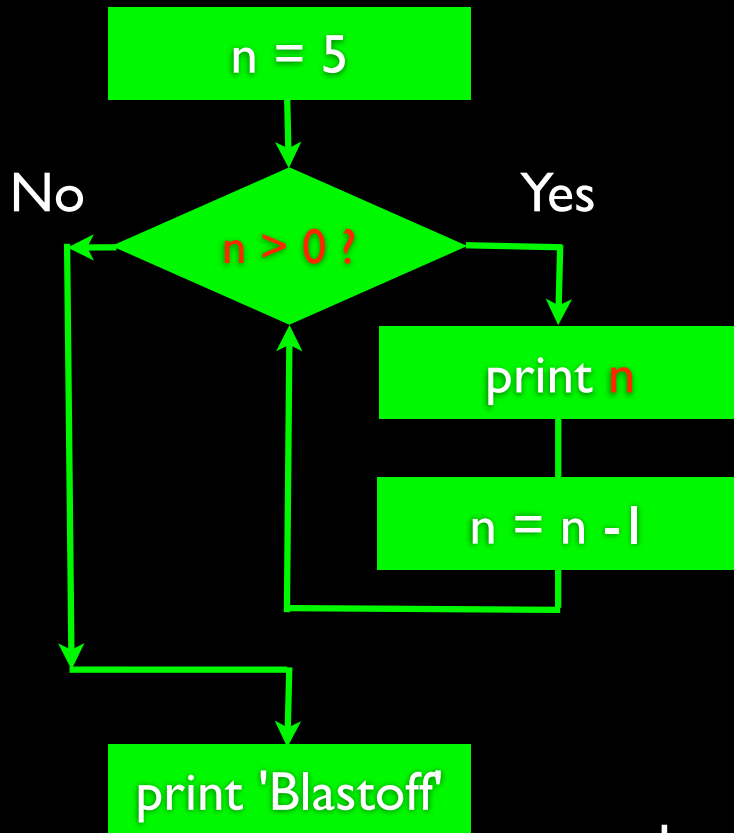 n = 5
No
Yes
n > 0 ?
print n
n = n -1
print 'Blastoff'